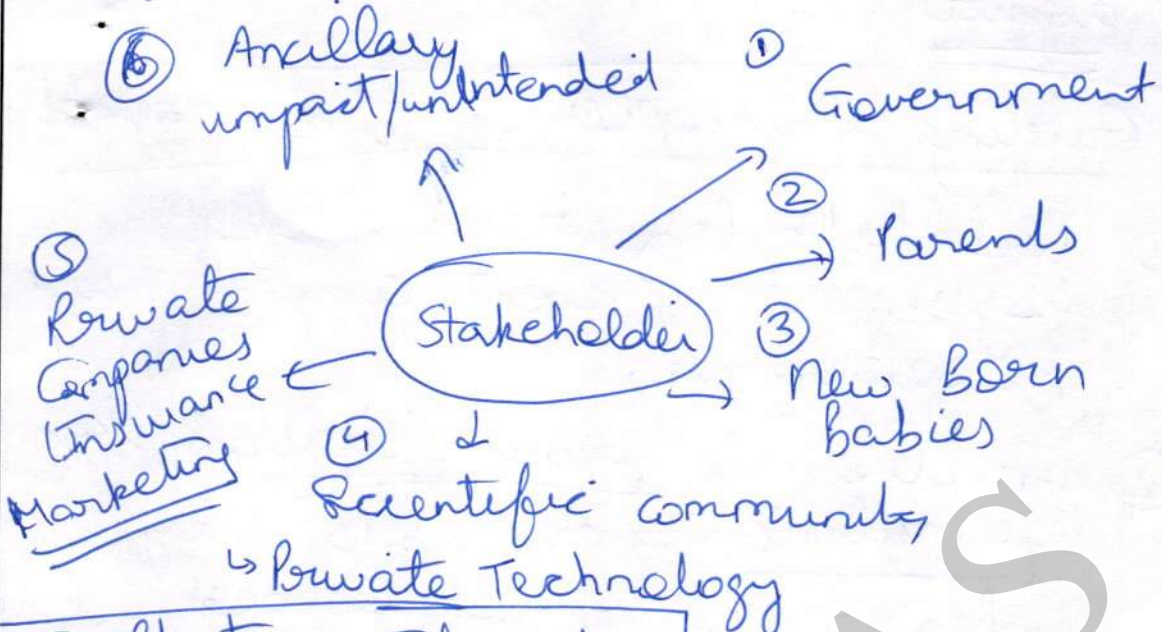 ⑥ Ancillary
impact/unintended
① Government
② Parents
Stakeholder
③ New Born
Babies
④ Scientific community
↳ Private Technology
⑤ Private
Companies
Insurance
Marketing